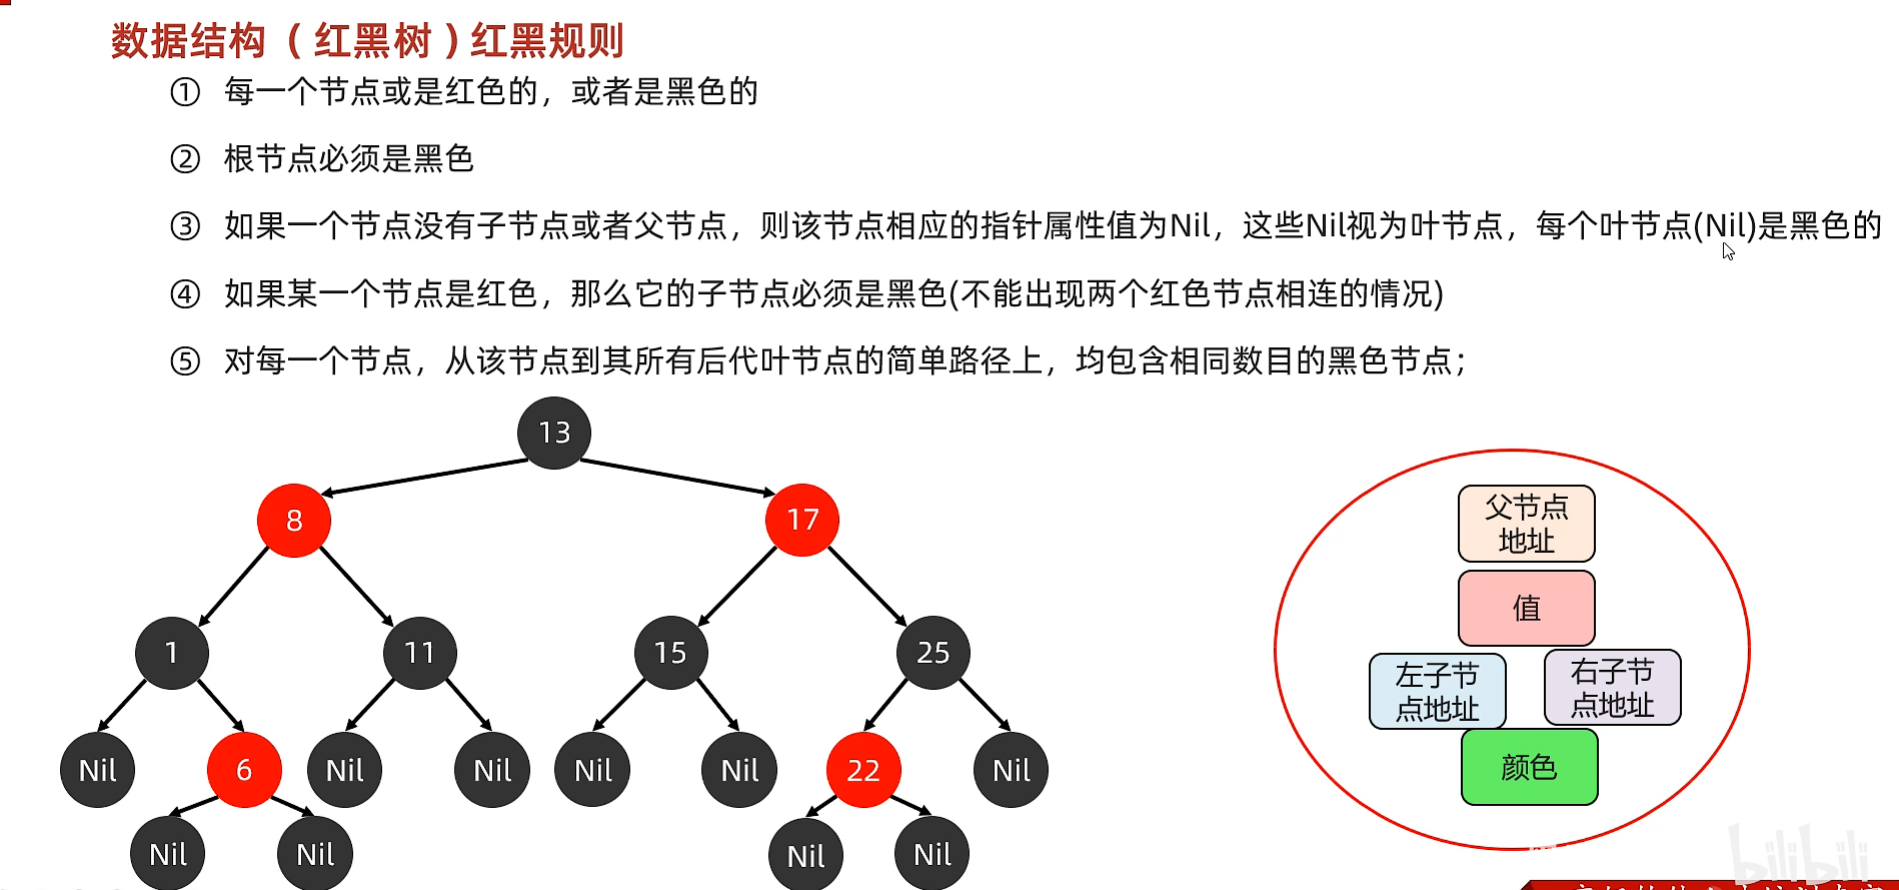 数据结构（红黑树）红黑规则
① 每一个节点或是红色的，或者是黑色的
② 根节点必须是黑色
③ 如果一个节点没有子节点或者父节点，则该节点相应的指针属性值为Nil，这些Nil视为叶节点，每个叶节点(Nil)是黑色的
④ 如果某一个节点是红色，那么它的子节点必须是黑色(不能出现两个红色节点相连的情况)
⑤ 对每一个节点，从该节点到其所有后代叶节点的简单路径上，均包含相同数目的黑色节点；
13
8 17
1 11 15 25
Nil 6 Nil Nil Nil Nil 22 Nil
Nil Nil Nil Nil
父节点
地址
值
左子节
点地址
右子节
点地址
颜色
bilibili